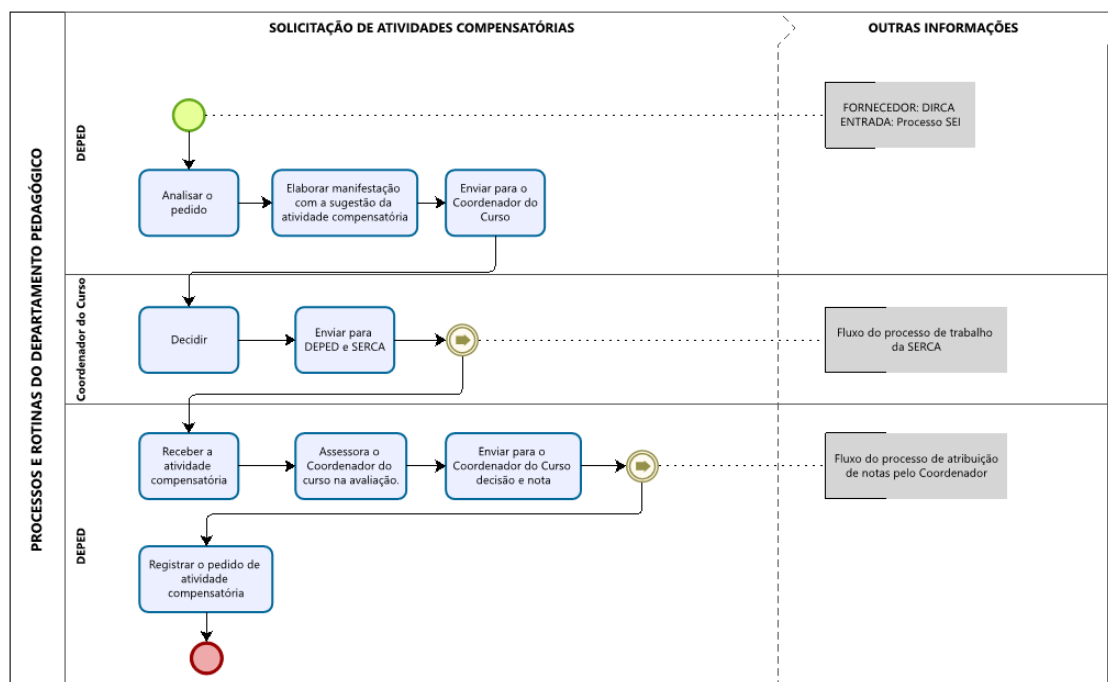 PROCESSOS E ROTINAS DO DEPARTAMENTO PEDAGÓGICO
SOLICITAÇÃO DE ATIVIDADES COMPENSATÓRIAS
OUTRAS INFORMAÇÕES
DEPED
FORNECEDOR: DIRCA
ENTRADA: Processo SEI
Analisar o
pedido
Elaborar manifestação
com a sugestão da
atividade compensatória
Enviar para o
Coordenador do
Curso
Coordenador do Curso
Decidir
Enviar para
DEPED e SERCA
Fluxo do processo de trabalho
da SERCA
DEPED
Receber a
atividade
compensatória
Assessora o
Coordenador do
curso na avaliação.
Enviar para o
Coordenador do Curso
decisão e nota
Fluxo do processo de atribuição
de notas pelo Coordenador
Registrar o pedido de
atividade
compensatória